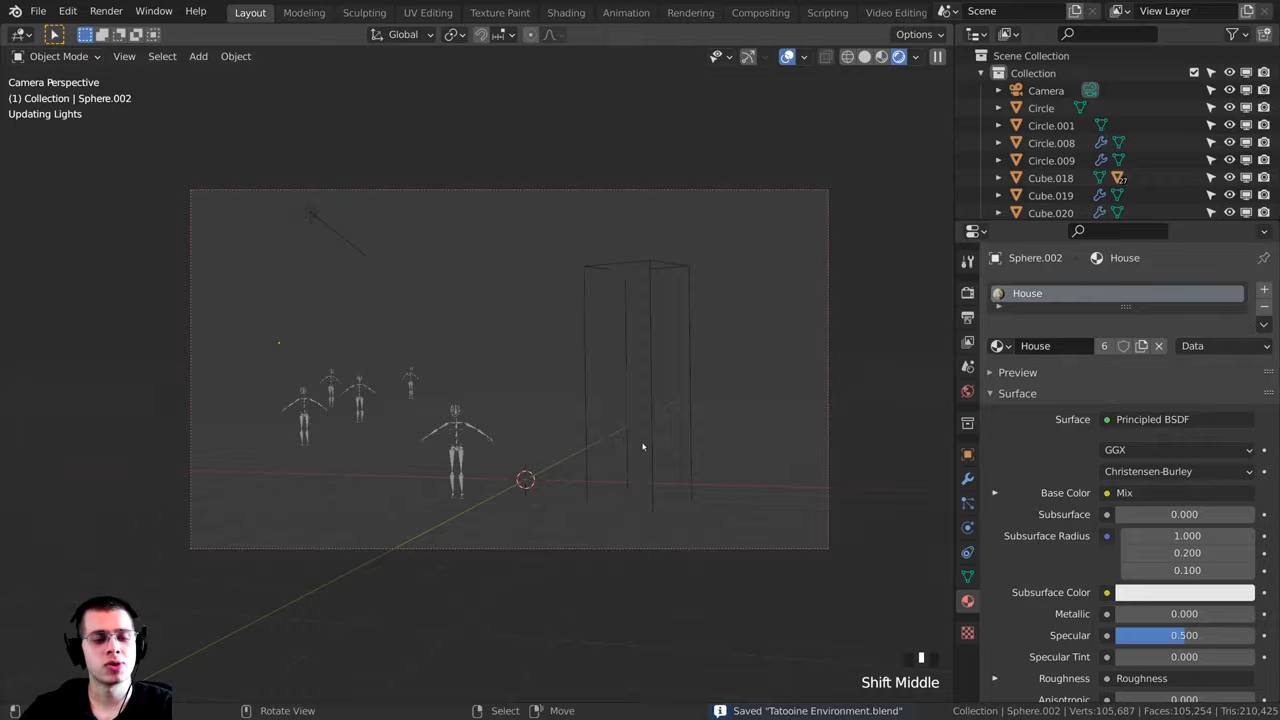 File Edit Render Window Help Layout Modeling Sculpting UV Editing Texture Paint Shading Animation Rendering Compositing Scripting Video Editing Scene View Layer
Global Options
Object Mode View Select Add Object
Camera Perspective
(1) Collection | Sphere.002
Updating Lights
Scene Collection
Collection
Camera
Circle
Circle.001
Circle.008
Circle.009
Cube.018 27
Cube.019
Cube.020
Sphere.002 House
House
House 6 Data
Preview
Surface
Surface Principled BSDF
GGX
Christensen-Burley
Base Color Mix
Subsurface 0.000
Subsurface Radius 1.000
0.200
0.100
Subsurface Color
Metallic 0.000
Specular 0.500
Specular Tint 0.000
Roughness Roughness
Anisotropic 0.000
Shift Middle
Select Rotate View Select Move Saved "Tatooine Environment.blend" Collection | Sphere.002 | Verts:105,687 | Faces:105,254 | Tris:210,425